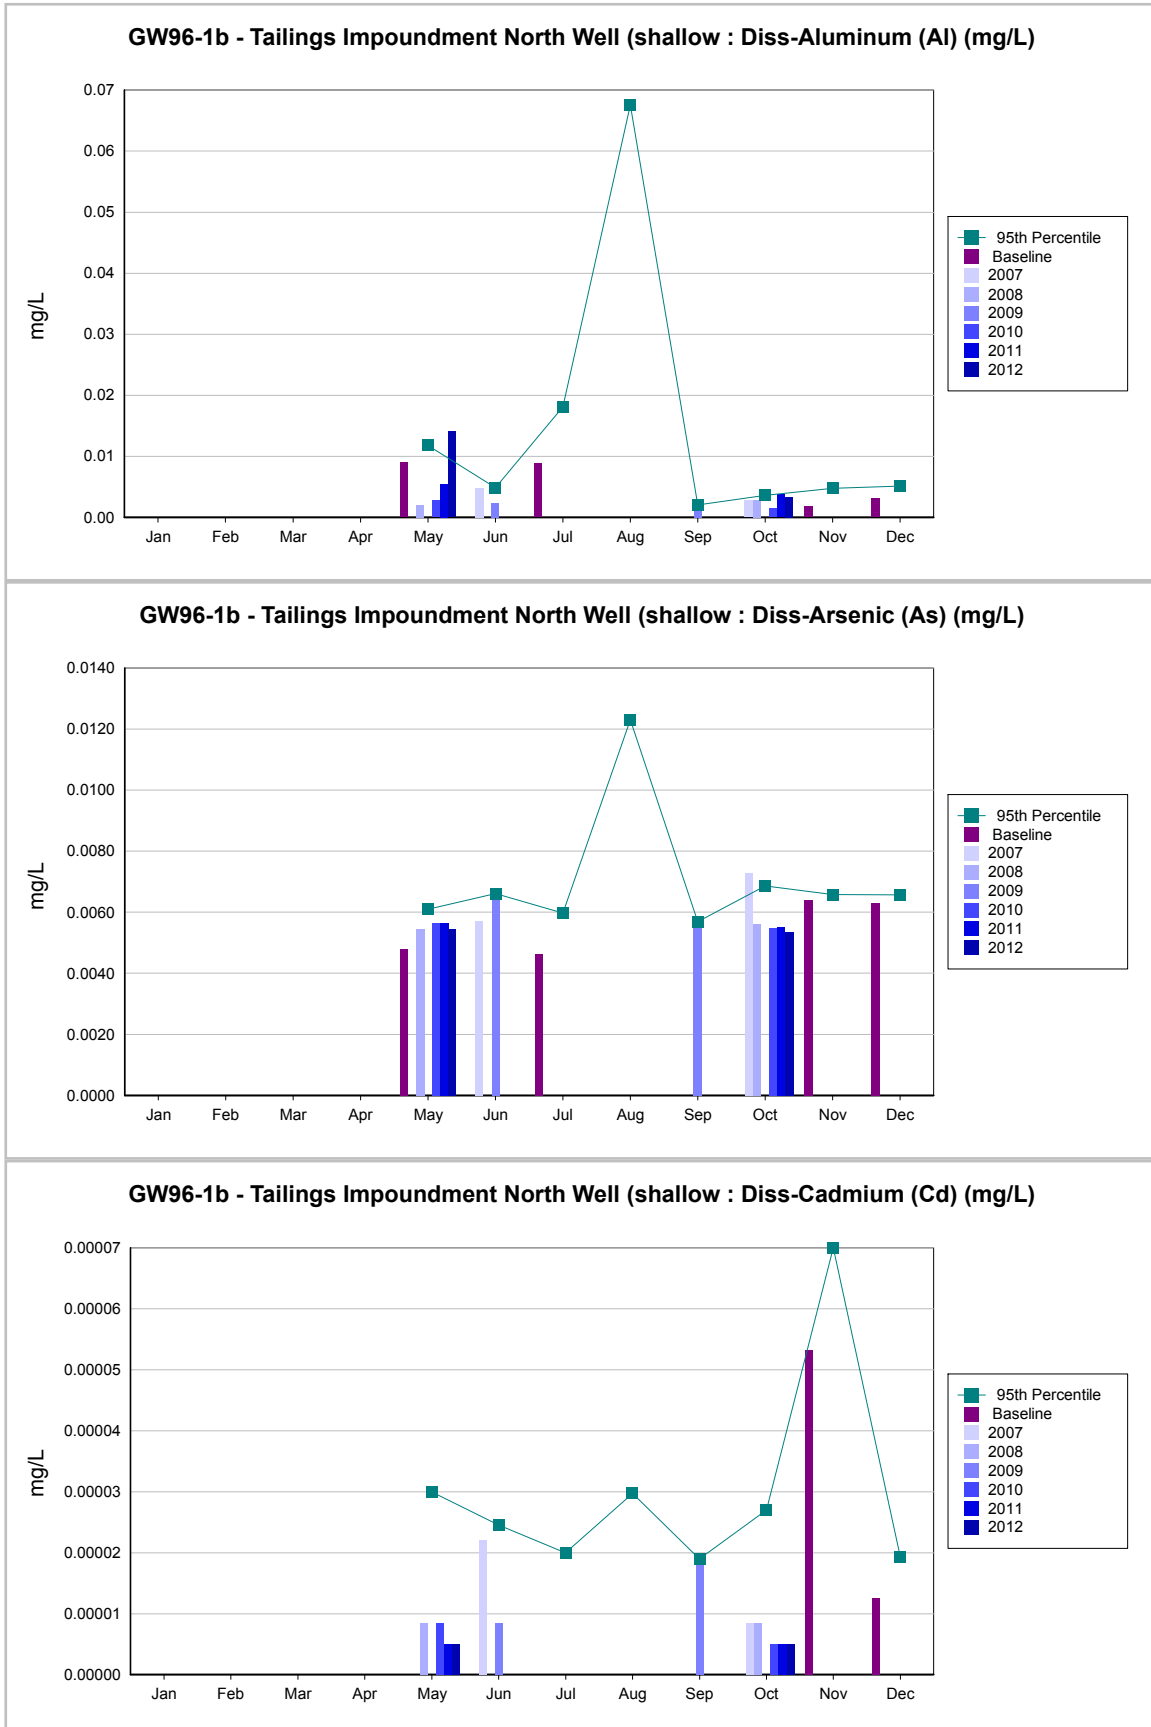 GW96-1b - Tailings Impoundment North Well (shallow : Diss-Aluminum (Al) (mg/L)
0.07
0.06
0.05
0.04
0.03
0.02
0.01
0.00
mg/L
Jan Feb Mar Apr May Jun Jul Aug Sep Oct Nov Dec
95th Percentile
Baseline
2007
2008
2009
2010
2011
2012
GW96-1b - Tailings Impoundment North Well (shallow : Diss-Arsenic (As) (mg/L)
0.0140
0.0120
0.0100
0.0080
0.0060
0.0040
0.0020
0.0000
mg/L
Jan Feb Mar Apr May Jun Jul Aug Sep Oct Nov Dec
95th Percentile
Baseline
2007
2008
2009
2010
2011
2012
GW96-1b - Tailings Impoundment North Well (shallow : Diss-Cadmium (Cd) (mg/L)
0.00007
0.00006
0.00005
0.00004
0.00003
0.00002
0.00001
0.00000
mg/L
Jan Feb Mar Apr May Jun Jul Aug Sep Oct Nov Dec
95th Percentile
Baseline
2007
2008
2009
2010
2011
2012